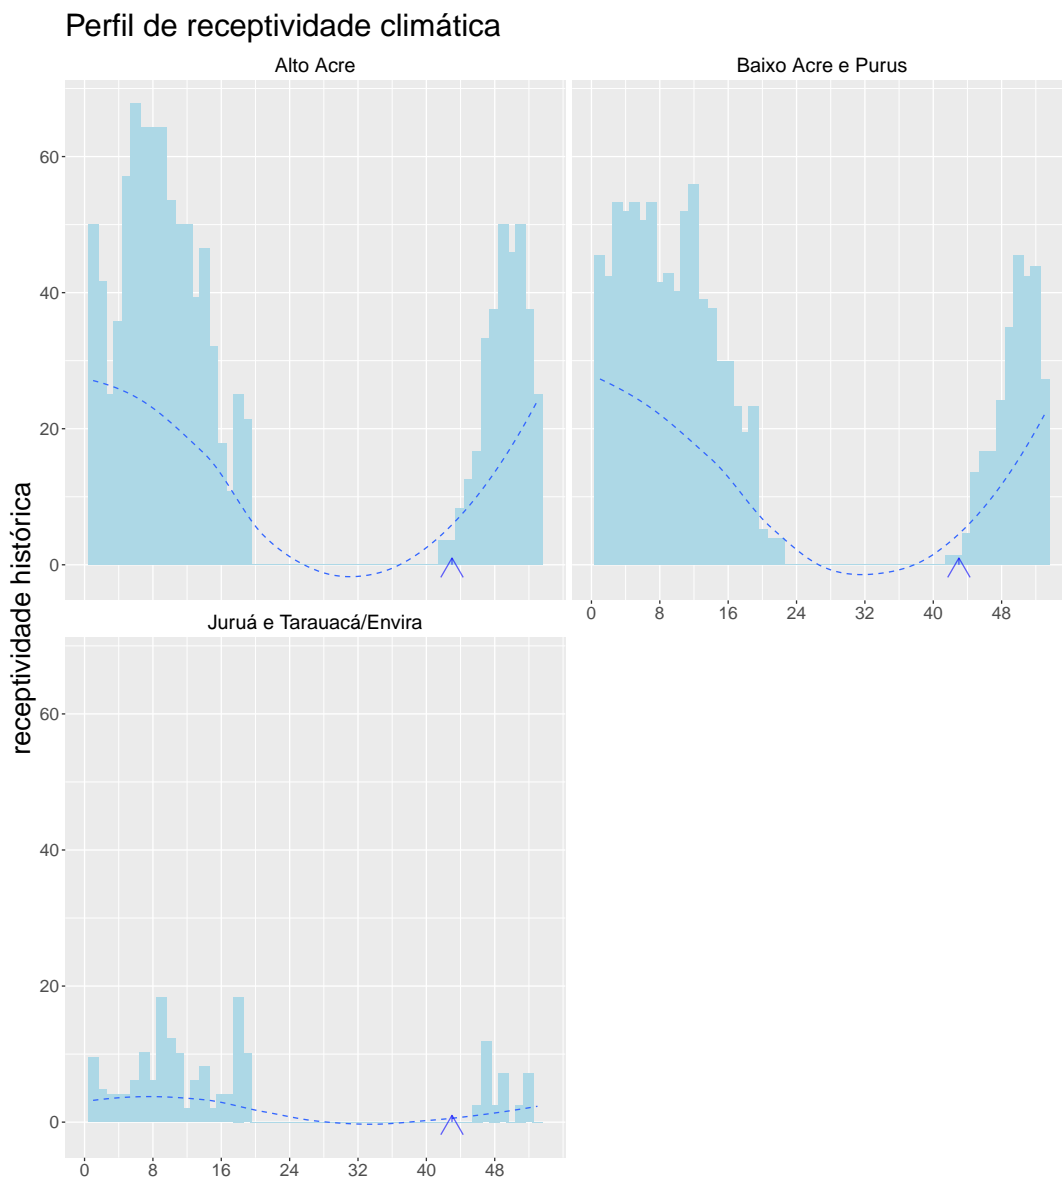 Perfil de receptividade climática
Alto Acre
Baixo Acre e Purus
60
40
20
0
0 8 16 24 32 40 48
Juruá e Tarauacá/Envira
receptividade histórica
60
40
20
0
0 8 16 24 32 40 48